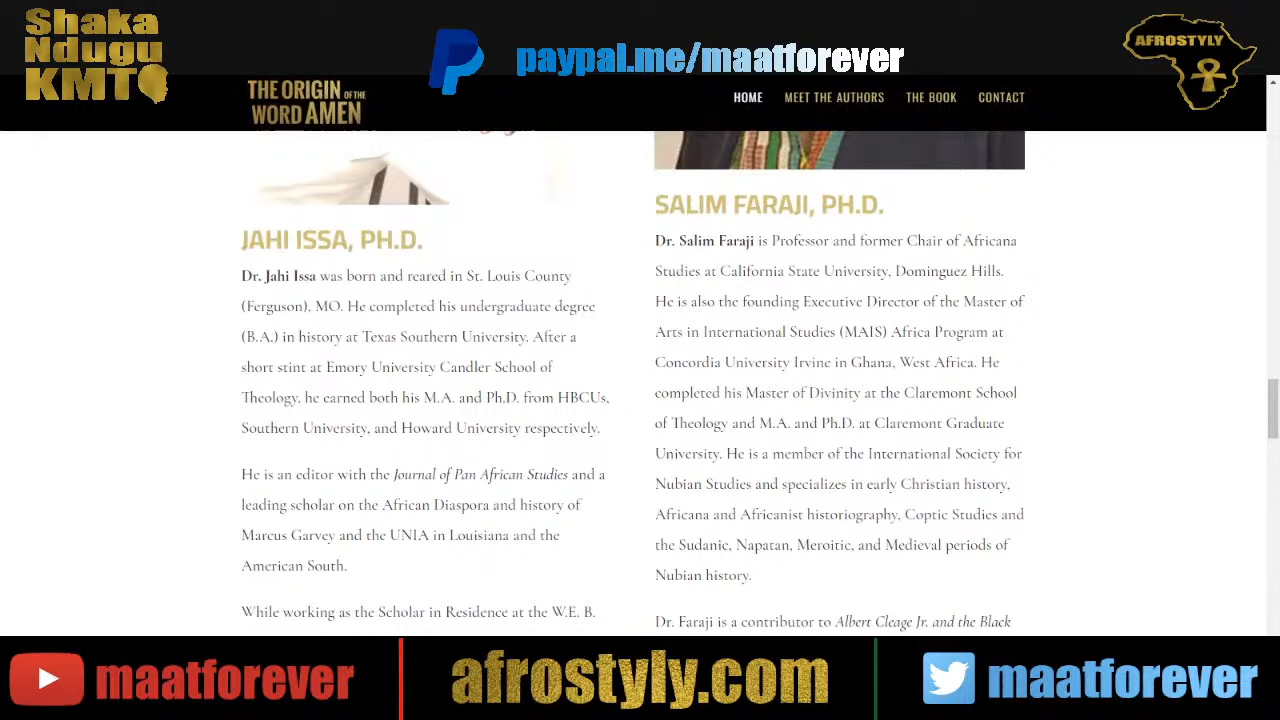 Shaka
Ndugu
KMT
paypal.me/maatforever
AFROSTYLY
THE ORIGIN OF THE
WORD AMEN
HOME
MEET THE AUTHORS
THE BOOK
CONTACT
JAHI ISSA, PH.D.
Dr. Jahi Issa was born and reared in St. Louis County
(Ferguson), MO. He completed his undergraduate degree
(B.A.) in history at Texas Southern University. After a
short stint at Emory University Candler School of
Theology, he earned both his M.A. and Ph.D. from HBCUs,
Southern University, and Howard University respectively.
He is an editor with the Journal of Pan African Studies and a
leading scholar on the African Diaspora and history of
Marcus Garvey and the UNIA in Louisiana and the
American South.
While working as the Scholar in Residence at the W.E. B.
SALIM FARAJI, PH.D.
Dr. Salim Faraji is Professor and former Chair of Africana
Studies at California State University, Dominguez Hills.
He is also the founding Executive Director of the Master of
Arts in International Studies (MAIS) Africa Program at
Concordia University Irvine in Ghana, West Africa. He
completed his Master of Divinity at the Claremont School
of Theology and M.A. and Ph.D. at Claremont Graduate
University. He is a member of the International Society for
Nubian Studies and specializes in early Christian history,
Africana and Africanist historiography, Coptic Studies and
the Sudanic, Napatan, Meroitic, and Medieval periods of
Nubian history.
Dr. Faraji is a contributor to Albert Cleage Jr. and the Black
maatforever
afrostyly.com
maatforever